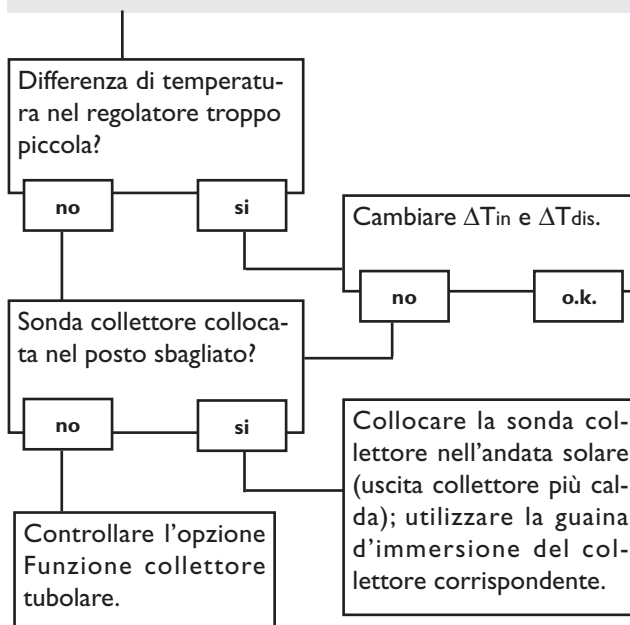 Differenza di temperatu-
ra nel regolatore troppo
piccola?
no
si
Cambiare ΔTin e ΔTdis.
no
o.k.
Sonda collettore colloca-
ta nel posto sbagliato?
no
si
Collocare la sonda col-
lettore nell'andata solare
(uscita collettore più cal-
da); utilizzare la guaina
d'immersione del col-
lettore corrispondente.
Controllare l'opzione
Funzione collettore
tubolare.